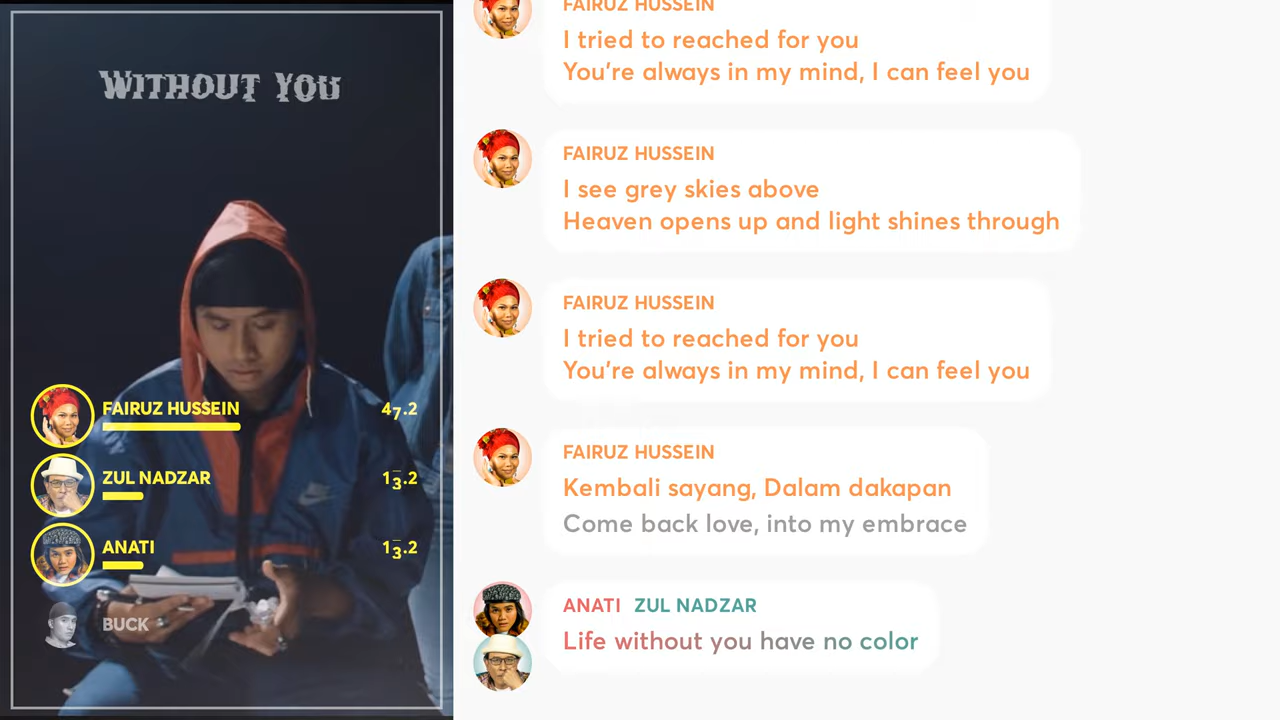 WITHOUT YOU
FAIRUZ HUSSEIN 47.2
ZUL NADZAR 13.2
ANATI 13.2
BUCK
FAIRUZ HUSSEIN
I tried to reached for you
You're always in my mind, I can feel you
FAIRUZ HUSSEIN
I see grey skies above
Heaven opens up and light shines through
FAIRUZ HUSSEIN
I tried to reached for you
You're always in my mind, I can feel you
FAIRUZ HUSSEIN
Kembali sayang, Dalam dakapan
Come back love, into my embrace
ANATI ZUL NADZAR
Life without you have no color